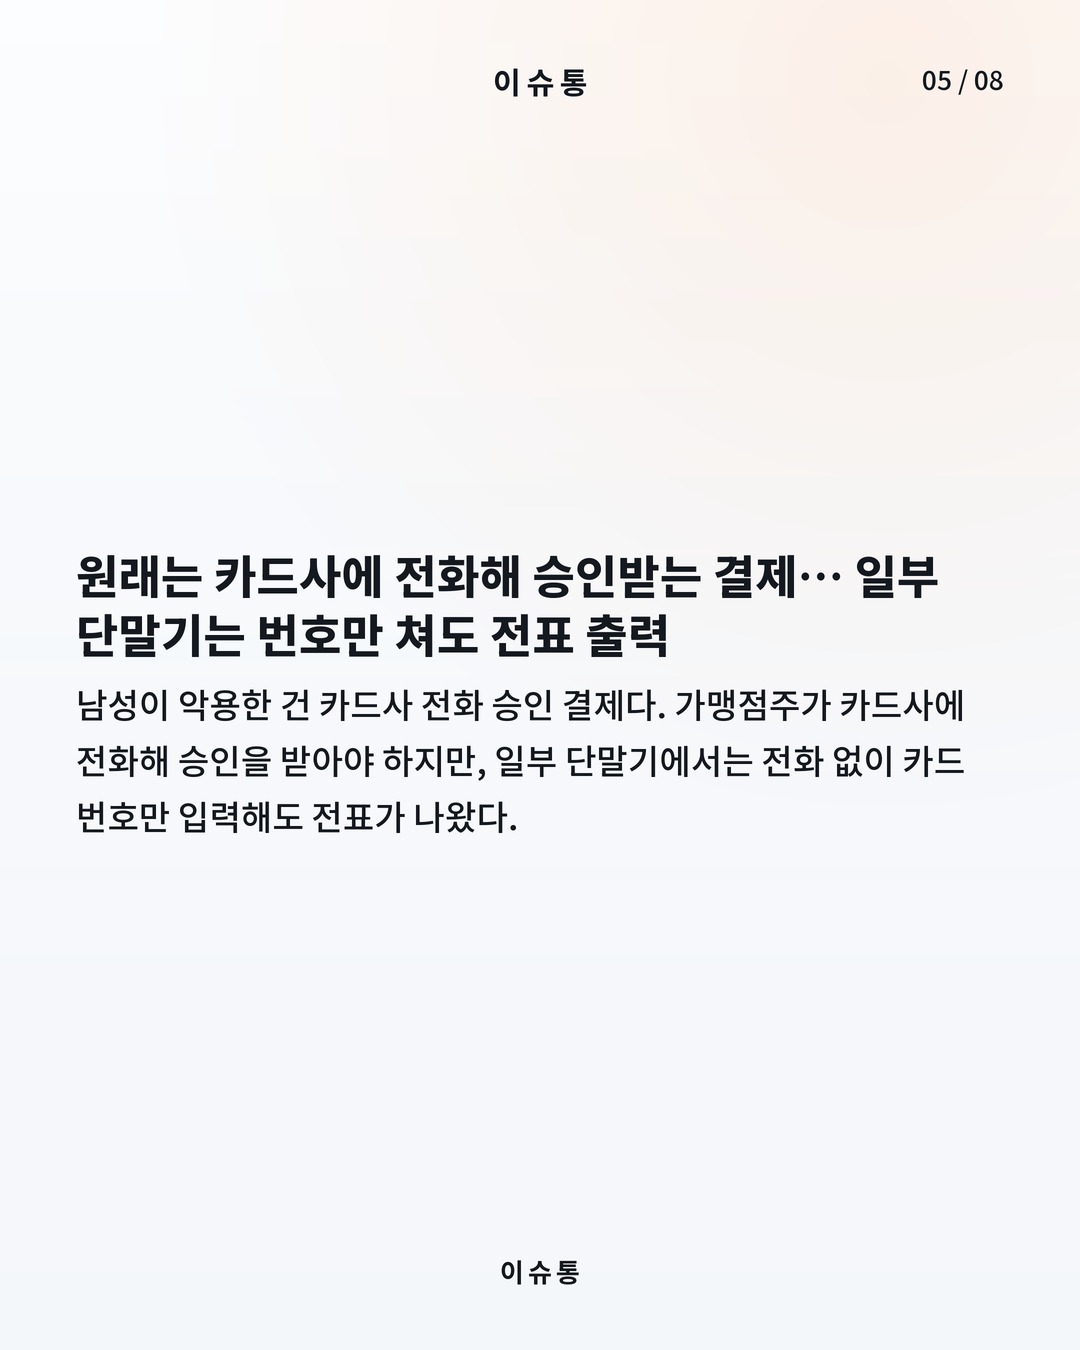 이슈통
05 / 08
원래는 카드사에 전화해 승인받는 결제⋯ 일부
단말기는 번호만 쳐도 전표 출력
남성이 악용한 건 카드사 전화 승인 결제다. 가맹점주가 카드사에
전화해 승인을 받아야 하지만, 일부 단말기에서는 전화 없이 카드
번호만 입력해도 전표가 나왔다.
이슈통